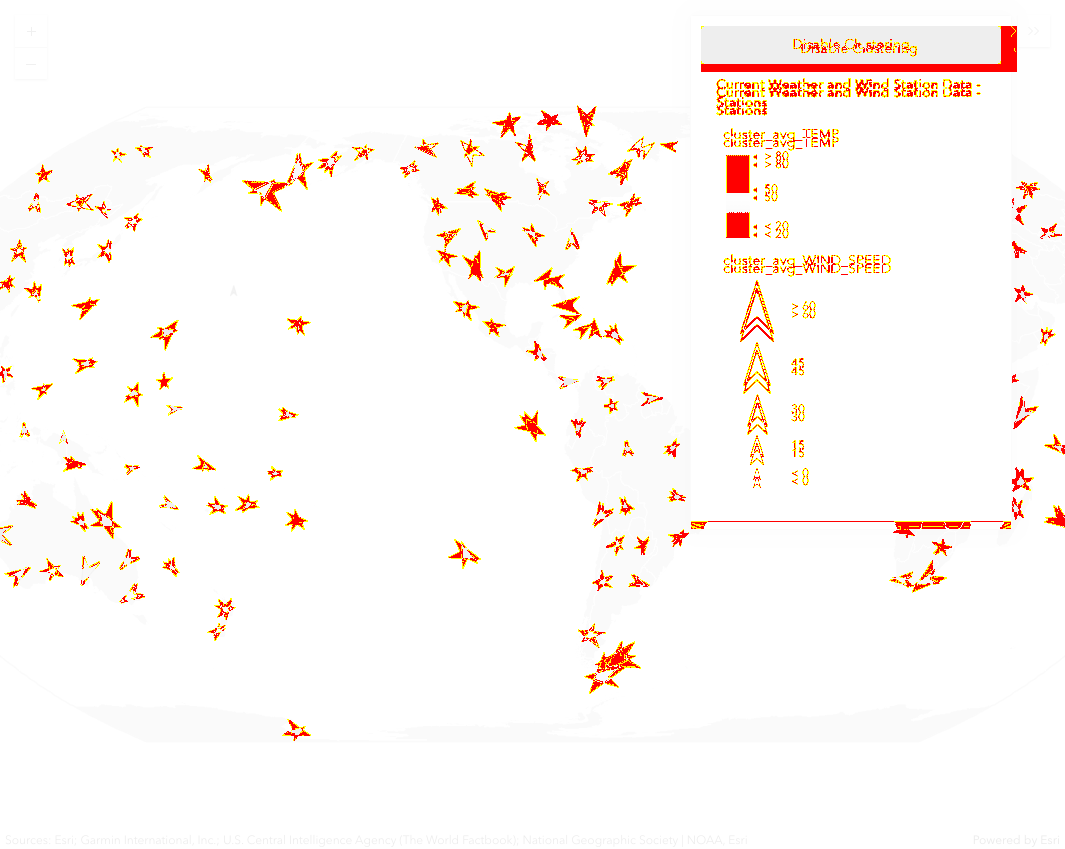 +
−
Disable Clustering
Current Weather and Wind Station Data -
Stations
cluster_avg_TEMP
> 80
50
< 20
cluster_avg_WIND_SPEED
> 60
45
30
15
< 0
Sources: Esri; Garmin International, Inc.; U.S. Central Intelligence Agency (The World Factbook); National Geographic Society | NOAA, Esri
Powered by Esri